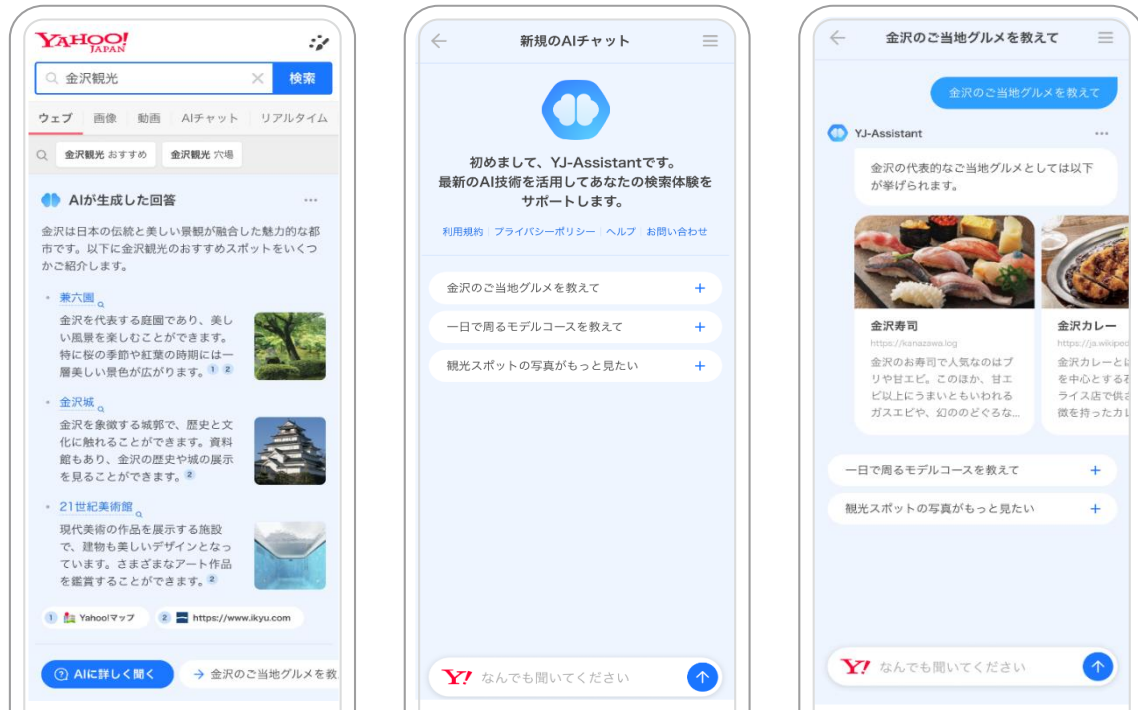 YAHOO!
JAPAN
金沢観光
検索
ウェブ 画像 動画 AIチャット リアルタイム
金沢観光 おすすめ 金沢観光 穴場
AIが生成した回答
金沢は日本の伝統と美しい景観が融合した魅力的な都
市です。以下に金沢観光のおすすめスポットをいくつ
かご紹介します。
兼六園
金沢を代表する庭園であり、美し
い風景を楽しむことができます。
特に桜の季節や紅葉の時期には一
層美しい景色が広がります。1 2
金沢城
金沢を象徴する城郭で、歴史と文
化に触れることができます。資料
館もあり、金沢の歴史や城の展示
を見ることができます。2
21世紀美術館
現代美術の作品を展示する施設
で、建物も美しいデザインとなっ
ています。さまざまなアート作品
を鑑賞することができます。2
1 Yahoo!マップ 2 https://www.ikyu.com
AIに詳しく聞く → 金沢のご当地グルメを教
新規のAIチャット
初めまして、YJ-Assistantです。
最新のAI技術を活用してあなたの検索体験を
サポートします。
利用規約 プライバシーポリシー ヘルプ お問い合わせ
金沢のご当地グルメを教えて
一日で周るモデルコースを教えて
観光スポットの写真がもっと見たい
Y! なんでも聞いてください
金沢のご当地グルメを教えて
金沢のご当地グルメを教えて
YJ-Assistant
金沢の代表的なご当地グルメとしては以下
が挙げられます。
金沢寿司
https://kanazawa.log
金沢のお寿司で人気なのはブ
リや甘エビ。このほか、甘エ
ビ以上にうまいともいわれる
ガスエビや、幻ののどぐろな...
金沢カレー
https://ja.wikiped
金沢カレーとは
を中心とする石
ライス店で供さ
徴を持ったカレ
一日で周るモデルコースを教えて
観光スポットの写真がもっと見たい
Y! なんでも聞いてください